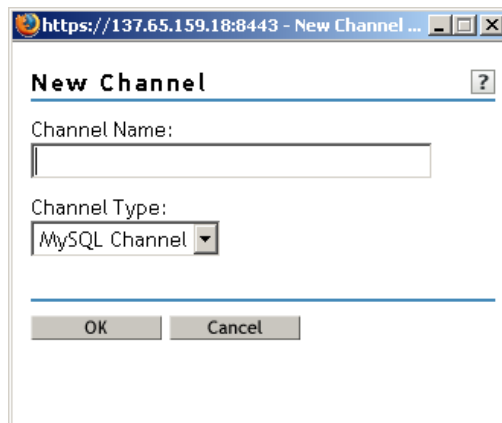 https://137.65.159.18:8443 - New Channel ...
New Channel
?
Channel Name:
Channel Type:
MySQL Channel
OK Cancel